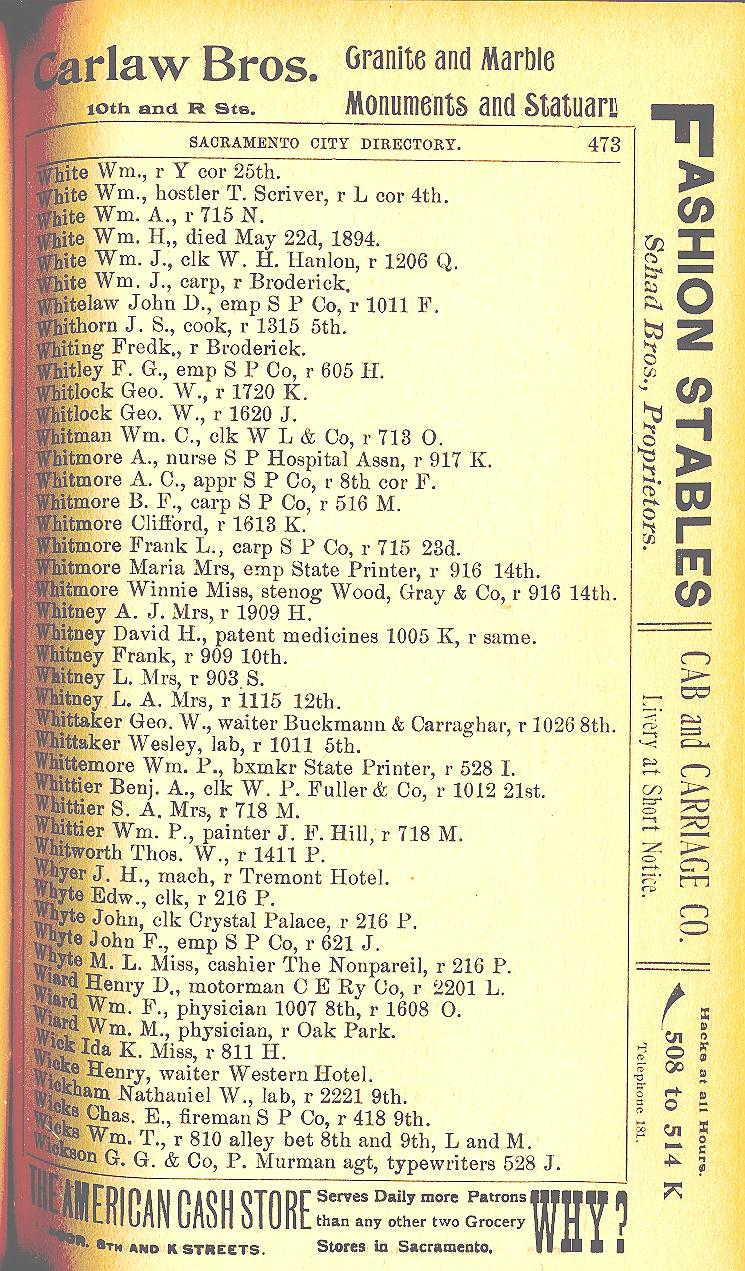 Carlaw Bros. Granite and Marble
10th and R Sts. Monuments and Statuary
SACRAMENTO CITY DIRECTORY. 473
White Wm., r Y cor 25th.
White Wm., hostler T. Scriver, r L cor 4th.
White Wm. A., r 715 N.
White Wm. H,, died May 22d, 1894.
White Wm. J., clk W. H. Hanlon, r 1206 Q.
White Wm. J., carp, r Broderick.
Whitelaw John D., emp S P Co, r 1011 F.
Whithorn J. S., cook, r 1315 5th.
Whiting Fredk., r Broderick.
Whitley F. G., emp S P Co, r 605 H.
Whitlock Geo. W., r 1720 K.
Whitlock Geo. W., r 1620 J.
Whitman Wm. C., clk W L & Co, r 713 O.
Whitmore A., nurse S P Hospital Assn, r 917 K.
Whitmore A. C., appr S P Co, r 8th cor F.
Whitmore B. F., carp S P Co, r 516 M.
Whitmore Clifford, r 1613 K.
Whitmore Frank L., carp S P Co, r 715 23d.
Whitmore Maria Mrs, emp State Printer, r 916 14th.
Whitmore Winnie Miss, stenog Wood, Gray & Co, r 916 14th.
Whitney A. J. Mrs, r 1909 H.
Whitney David H., patent medicines 1005 K, r same.
Whitney Frank, r 909 10th.
Whitney L. Mrs, r 903 S.
Whitney L. A. Mrs, r 1115 12th.
Whittaker Geo. W., waiter Buckmann & Carraghar, r 1026 8th.
Whittaker Wesley, lab, r 1011 5th.
Whittemore Wm. P., bxmkr State Printer, r 528 I.
Whittier Benj. A., clk W. P. Fuller & Co, r 1012 21st.
Whittier S. A. Mrs, r 718 M.
Whittier Wm. P., painter J. F. Hill, r 718 M.
Whitworth Thos. W., r 1411 P.
Whyer J. H., mach, r Tremont Hotel.
Whyte Edw., clk, r 216 P.
Whyte John, clk Crystal Palace, r 216 P.
Whyte John F., emp S P Co, r 621 J.
Whyte M. L. Miss, cashier The Nonpareil, r 216 P.
Wiard Henry D., motorman C E Ry Co, r 2201 L.
Wiard Wm. F., physician 1007 8th, r 1608 O.
Wiard Wm. M., physician, r Oak Park.
Wick Ida K. Miss, r 811 H.
Wicke Henry, waiter Western Hotel.
Wickham Nathaniel W., lab, r 2221 9th.
Wicks Chas. E., fireman S P Co, r 418 9th.
Wicks Wm. T., r 810 alley bet 8th and 9th, L and M.
Wickson G. G. & Co, P. Murman agt, typewriters 528 J.
THE AMERICAN CASH STORE
COR. 8TH AND K STREETS.
Serves Daily more Patrons
than any other two Grocery
Stores in Sacramento.
WHY?
FASHION STABLES
Schad Bros., Proprietors.
CAB and CARRIAGE CO.
Livery at Short Notice.
Hacks at all Hours.
508 to 514 K
Telephone 181.